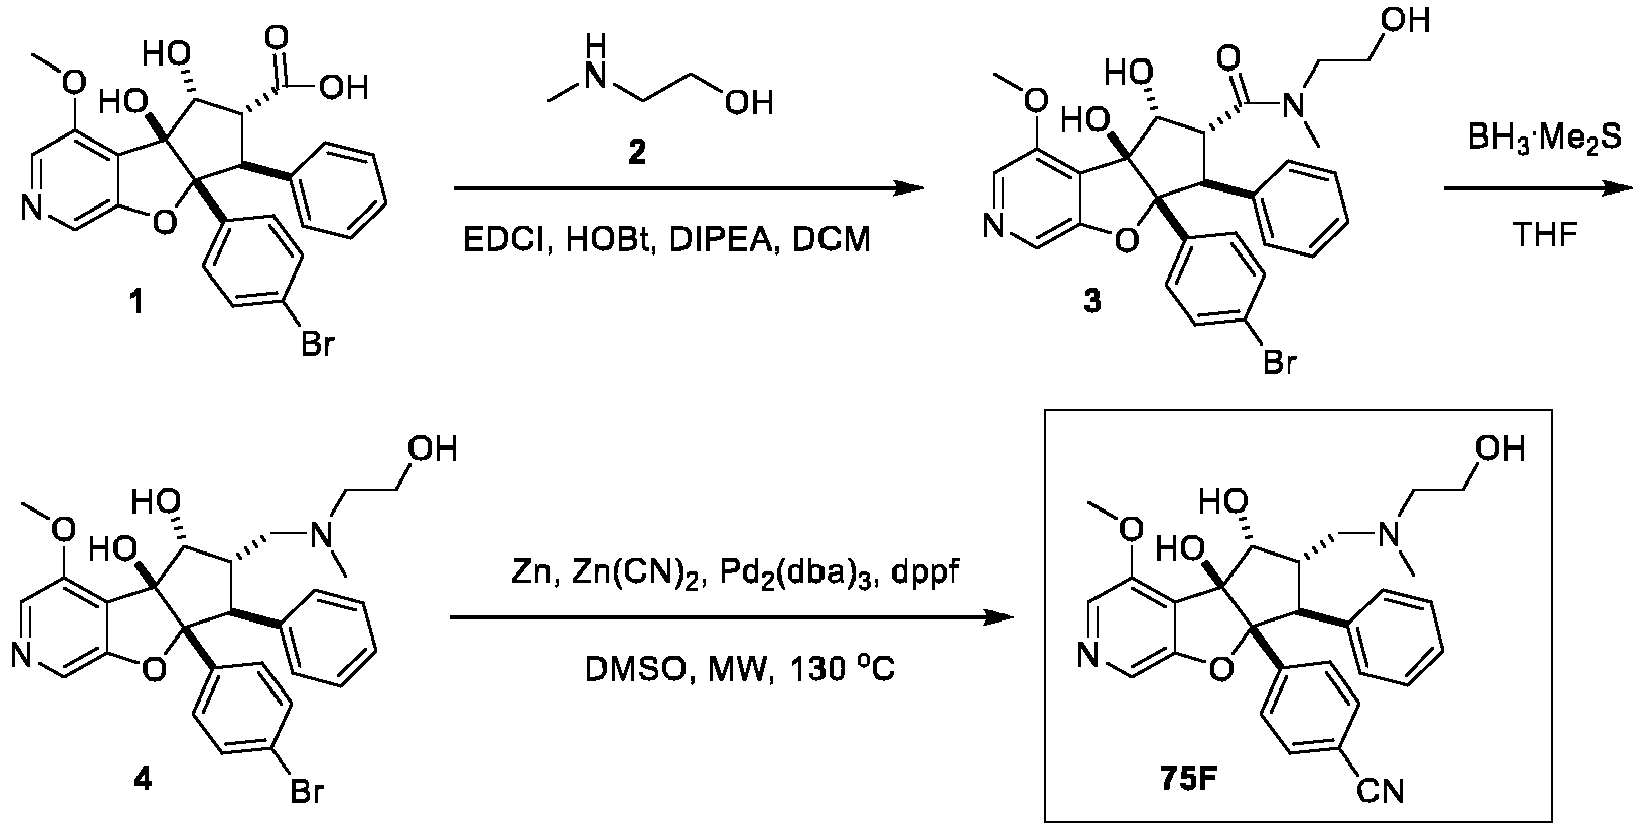 HO
O
OH
O
HO
N
O
Br
1
H
N
OH
2
EDCI, HOBt, DIPEA, DCM
OH
O
HO
N
O
HO
N
O
Br
3
BH₃·Me₂S
THF
OH
HO
N
O
HO
N
O
Br
4
Zn, Zn(CN)₂, Pd₂(dba)₃, dppf
DMSO, MW, 130 ⁰C
OH
HO
N
O
HO
N
O
CN
75F